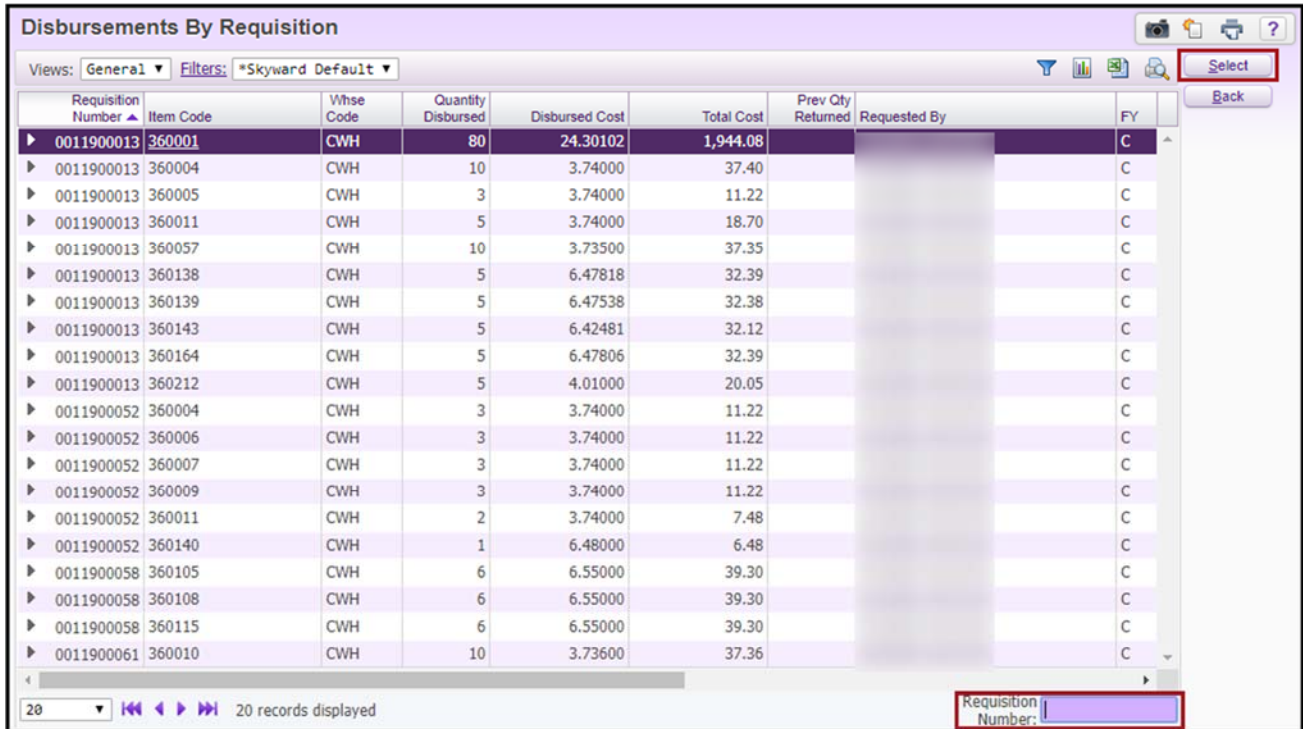 Disbursements By Requisition
?
Views: General ▼ Filters: *Skyward Default ▼
Select
Back
Requisition Number ▲ Item Code Whse Code Quantity Disbursed Disbursed Cost Total Cost Prev Qty Returned Requested By FY
0011900013 360001 CWH 80 24.30102 1,944.08 C
0011900013 360004 CWH 10 3.74000 37.40 C
0011900013 360005 CWH 3 3.74000 11.22 C
0011900013 360011 CWH 5 3.74000 18.70 C
0011900013 360057 CWH 10 3.73500 37.35 C
0011900013 360138 CWH 5 6.47818 32.39 C
0011900013 360139 CWH 5 6.47538 32.38 C
0011900013 360143 CWH 5 6.42481 32.12 C
0011900013 360164 CWH 5 6.47806 32.39 C
0011900013 360212 CWH 5 4.01000 20.05 C
0011900052 360004 CWH 3 3.74000 11.22 C
0011900052 360006 CWH 3 3.74000 11.22 C
0011900052 360007 CWH 3 3.74000 11.22 C
0011900052 360009 CWH 3 3.74000 11.22 C
0011900052 360011 CWH 2 3.74000 7.48 C
0011900052 360140 CWH 1 6.48000 6.48 C
0011900058 360105 CWH 6 6.55000 39.30 C
0011900058 360108 CWH 6 6.55000 39.30 C
0011900058 360115 CWH 6 6.55000 39.30 C
0011900061 360010 CWH 10 3.73600 37.36 C
20 ▼ 20 records displayed
Requisition
Number: